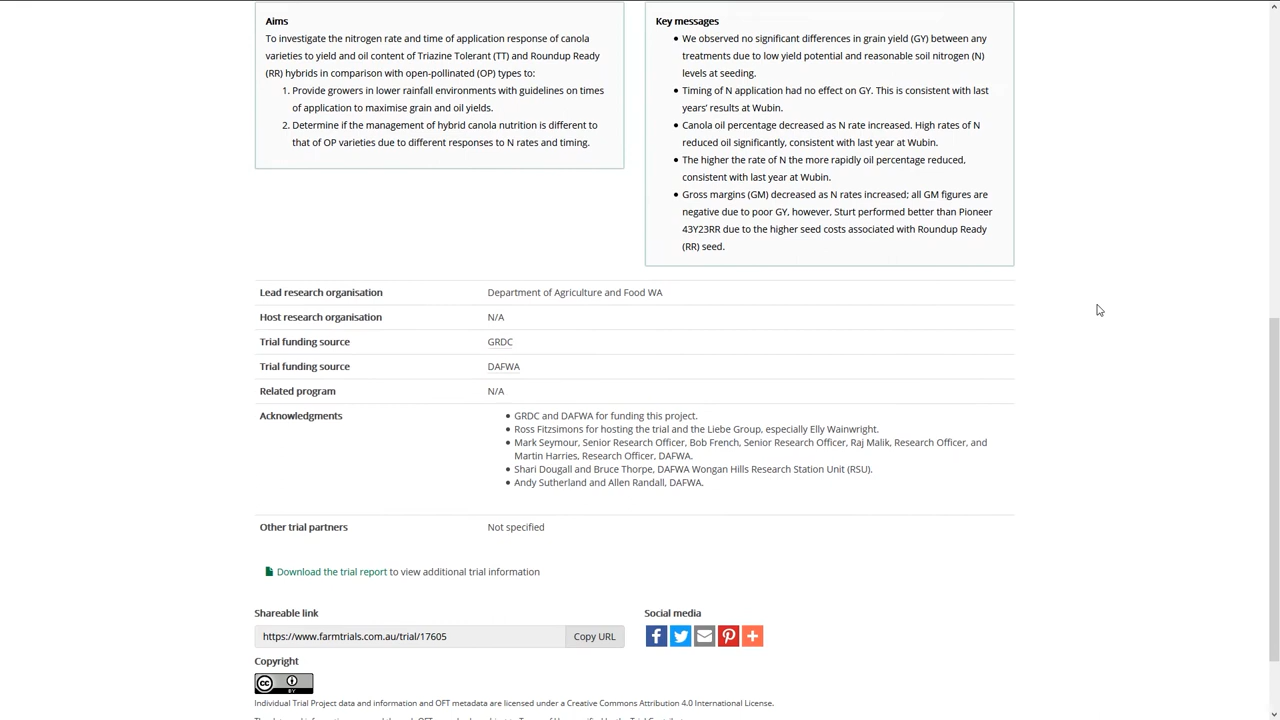 Aims
To investigate the nitrogen rate and time of application response of canola
varieties to yield and oil content of Triazine Tolerant (TT) and Roundup Ready
(RR) hybrids in comparison with open-pollinated (OP) types to:
1. Provide growers in lower rainfall environments with guidelines on times
of application to maximise grain and oil yields.
2. Determine if the management of hybrid canola nutrition is different to
that of OP varieties due to different responses to N rates and timing.
Key messages
• We observed no significant differences in grain yield (GY) between any
treatments due to low yield potential and reasonable soil nitrogen (N)
levels at seeding.
• Timing of N application had no effect on GY. This is consistent with last
years' results at Wubin.
• Canola oil percentage decreased as N rate increased. High rates of N
reduced oil significantly, consistent with last year at Wubin.
• The higher the rate of N the more rapidly oil percentage reduced,
consistent with last year at Wubin.
• Gross margins (GM) decreased as N rates increased; all GM figures are
negative due to poor GY, however, Sturt performed better than Pioneer
43Y23RR due to the higher seed costs associated with Roundup Ready
(RR) seed.
Lead research organisation Department of Agriculture and Food WA
Host research organisation N/A
Trial funding source GRDC
Trial funding source DAFWA
Related program N/A
Acknowledgments
• GRDC and DAFWA for funding this project.
• Ross Fitzsimons for hosting the trial and the Liebe Group, especially Elly Wainwright.
• Mark Seymour, Senior Research Officer, Bob French, Senior Research Officer, Raj Malik, Research Officer, and
Martin Harries, Research Officer, DAFWA.
• Shari Dougall and Bruce Thorpe, DAFWA Wongan Hills Research Station Unit (RSU).
• Andy Sutherland and Allen Randall, DAFWA.
Other trial partners Not specified
Download the trial report to view additional trial information
Shareable link
https://www.farmtrials.com.au/trial/17605 Copy URL
Social media
Copyright
cc BY
Individual Trial Project data and information and OFT metadata are licensed under a Creative Commons Attribution 4.0 International License.